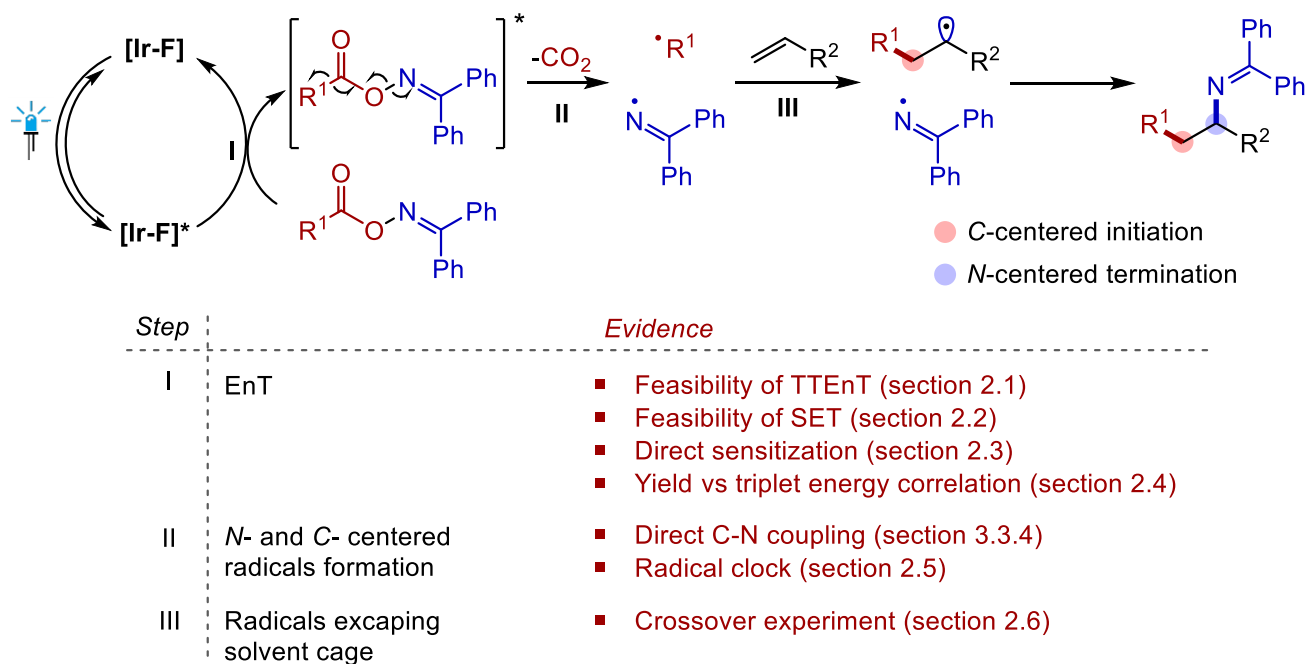 [Ir-F]
[Ir-F]*
I
O
R¹ O N Ph
Ph
*
O
R¹ O N Ph
Ph
-CO₂
II
•R¹
N Ph
Ph
R²
III
R¹ R²
N Ph
Ph
Ph
N Ph
R¹ R²
C-centered initiation
N-centered termination
Step Evidence
I EnT ▪ Feasibility of TTEnT (section 2.1)
▪ Feasibility of SET (section 2.2)
▪ Direct sensitization (section 2.3)
▪ Yield vs triplet energy correlation (section 2.4)
II N- and C- centered ▪ Direct C-N coupling (section 3.3.4)
radicals formation ▪ Radical clock (section 2.5)
III Radicals excaping ▪ Crossover experiment (section 2.6)
solvent cage